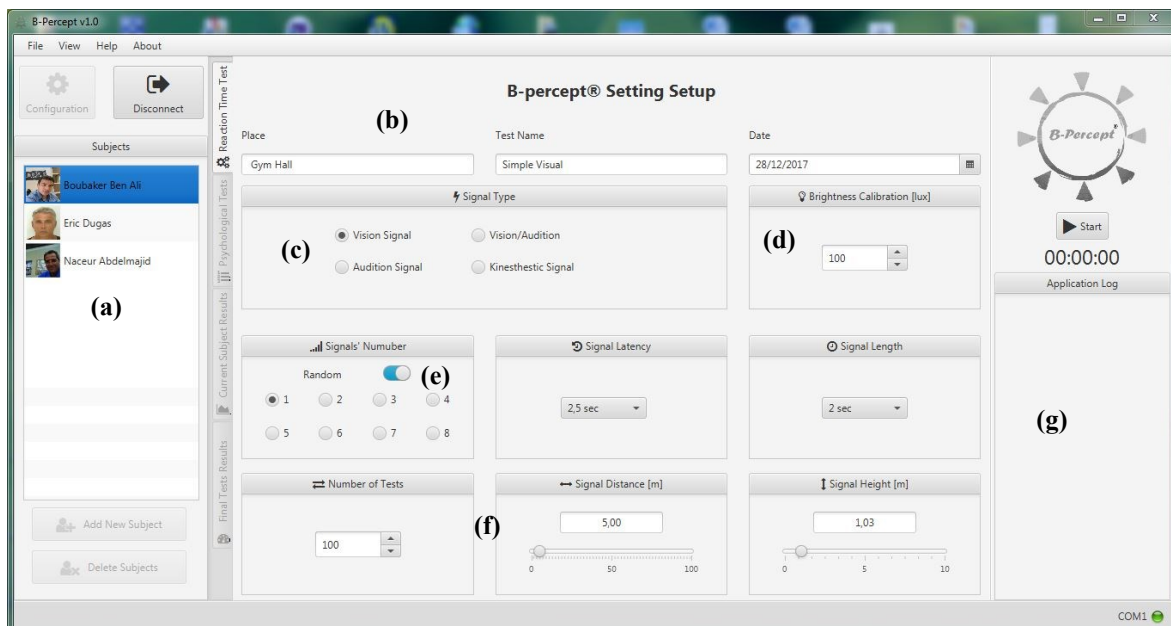 B-Percept v1.0
File View Help About
Configuration
Disconnect
Subjects
Boubaker Ben Ali
Eric Dugas
Naceur Abdelmajid
(a)
Add New Subject
Delete Subjects
Reaction Time Test
Psychological Tests
Current Subject Results
Final Tests Results
B-percept® Setting Setup
(b)
Place
Test Name
Date
Gym Hall
Simple Visual
28/12/2017
Signal Type
(c)
Vision Signal
Vision/Audition
Audition Signal
Kinesthestic Signal
Brightness Calibration [lux]
(d)
100
Signals' Numuber
Random
(e)
1 2 3 4
5 6 7 8
Signal Latency
2,5 sec
Signal Length
2 sec
Number of Tests
100
(f)
Signal Distance [m]
5,00
0 50 100
Signal Height [m]
1,03
0 5 10
B-Percept®
Start
00:00:00
Application Log
(g)
COM1